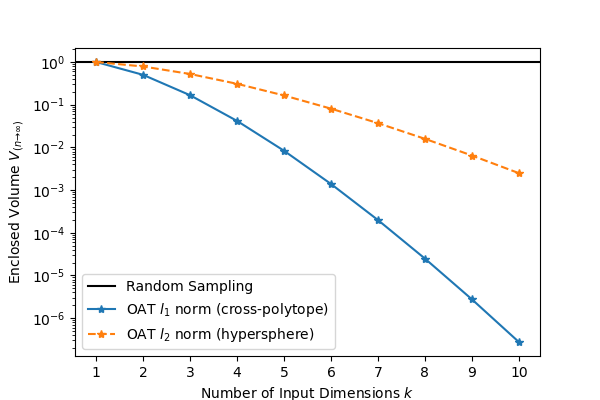 10⁰
10⁻¹
10⁻²
10⁻³
10⁻⁴
10⁻⁵
10⁻⁶
Enclosed Volume V₍ₙ→∞₎
Random Sampling
OAT l₁ norm (cross-polytope)
OAT l₂ norm (hypersphere)
1 2 3 4 5 6 7 8 9 10
Number of Input Dimensions k